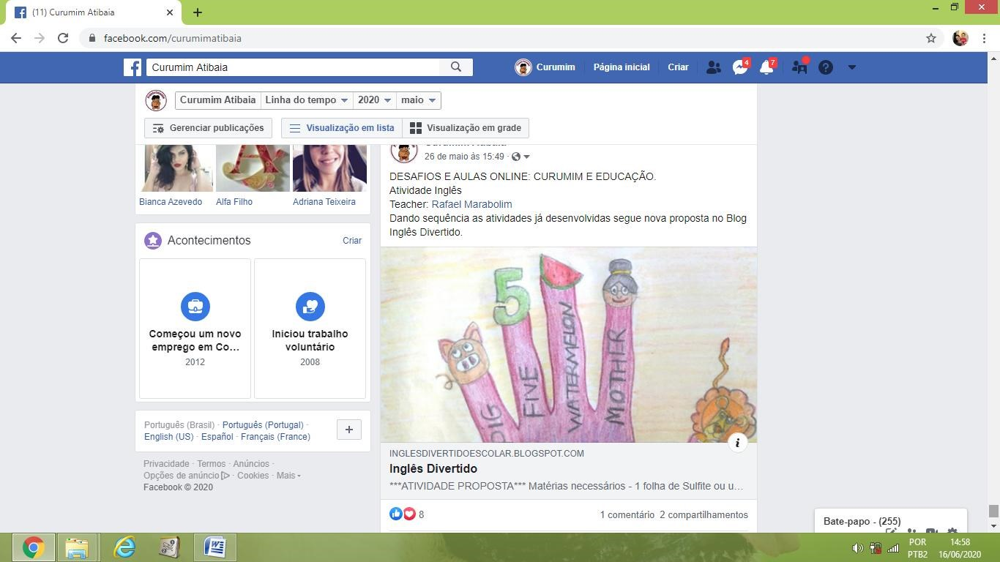 (11) Curumim Atibaia
facebook.com/curumimatibaia
Curumim Atibaia
Curumim
Página inicial
Criar
4
7
Curumim Atibaia
Linha do tempo
2020
maio
Gerenciar publicações
Visualização em lista
Visualização em grade
Bianca Azevedo
Alfa Filho
Adriana Teixeira
Acontecimentos
Criar
Começou um novo
emprego em Co...
2012
Iniciou trabalho
voluntário
2008
Português (Brasil) · Português (Portugal) ·
English (US) · Español · Français (France)
Privacidade · Termos · Anúncios ·
Opções de anúncio · Cookies · Mais
Facebook © 2020
Curumim Atibaia
26 de maio às 15:49 ·
DESAFIOS E AULAS ONLINE: CURUMIM E EDUCAÇÃO.
Atividade Inglês
Teacher: Rafael Marabolim
Dando sequência as atividades já desenvolvidas segue nova proposta no Blog
Inglês Divertido.
5
PIG
FIVE
WATERMELON
MOTHER
INGLESDIVERTIDOESCOLAR.BLOGSPOT.COM
Inglês Divertido
***ATIVIDADE PROPOSTA*** Matérias necessários - 1 folha de Sulfite ou u...
8
1 comentário 2 compartilhamentos
Bate-papo - (255)
POR
PTB2
14:58
16/06/2020